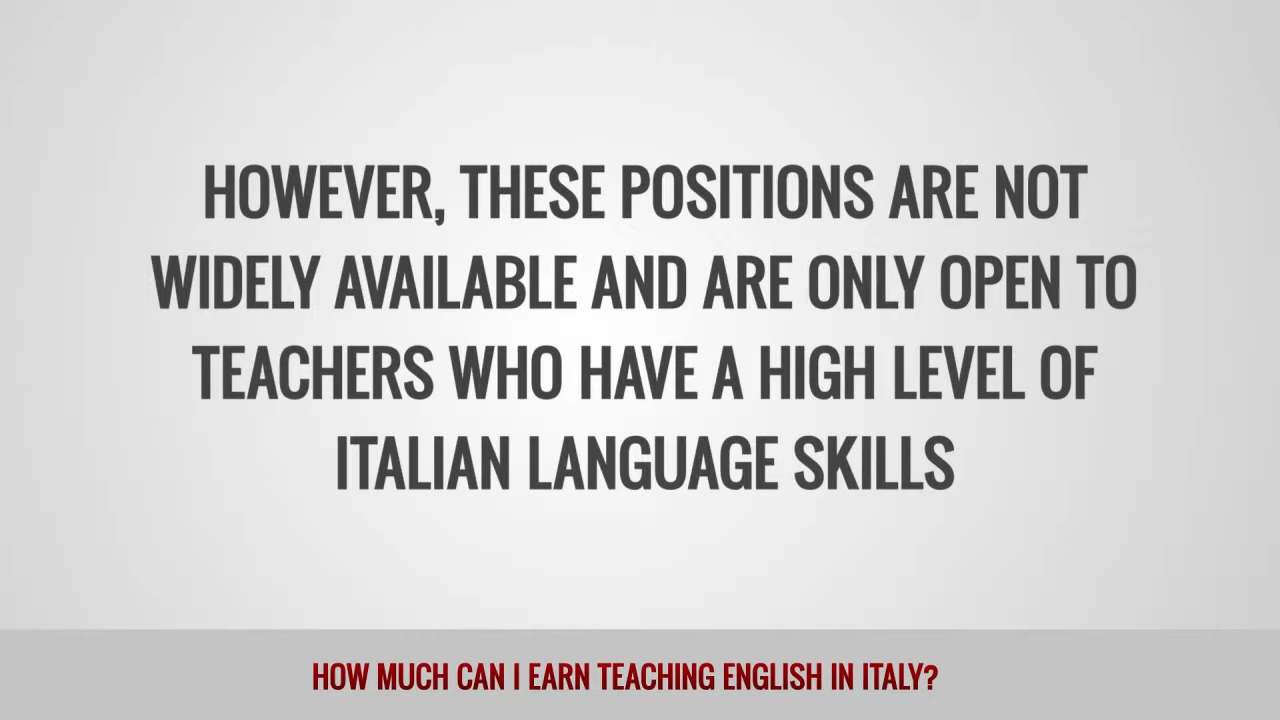 HOWEVER, THESE POSITIONS ARE NOT
WIDELY AVAILABLE AND ARE ONLY OPEN TO
TEACHERS WHO HAVE A HIGH LEVEL OF
ITALIAN LANGUAGE SKILLS
HOW MUCH CAN I EARN TEACHING ENGLISH IN ITALY?